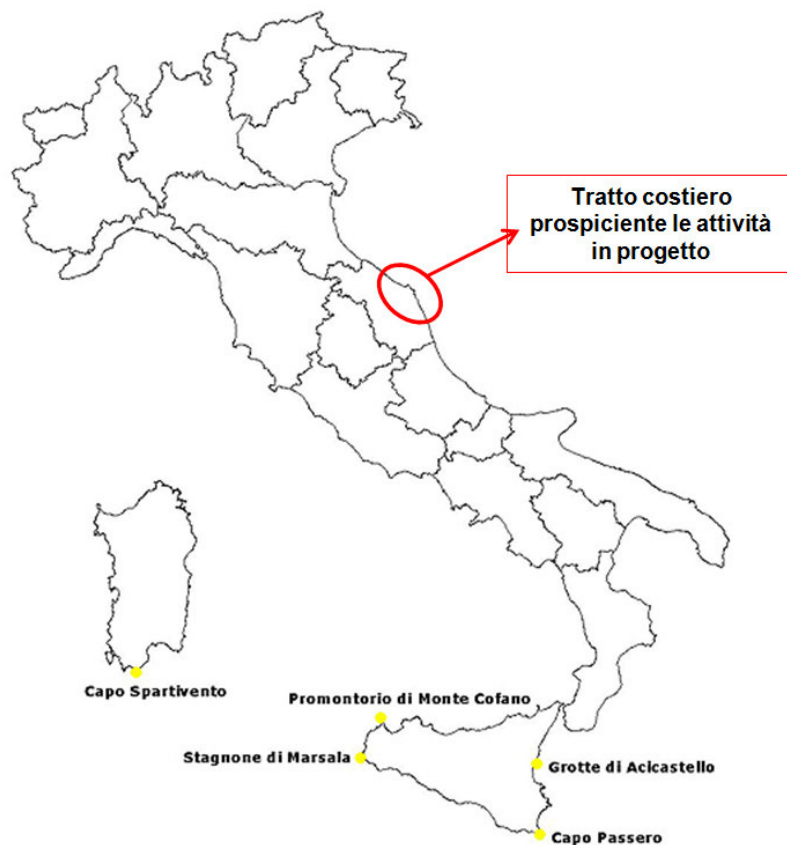 Tratto costiero
prospiciente le attività
in progetto
Capo Spartivento
Promontorio di Monte Cofano
Stagnone di Marsala
Grotte di Acicastello
Capo Passero